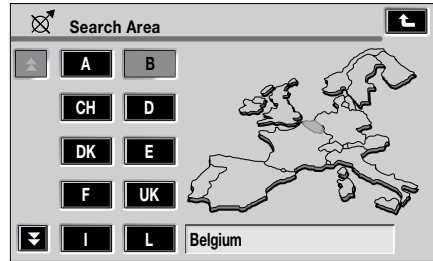 Search Area
A B
CH D
DK E
F UK
I L Belgium